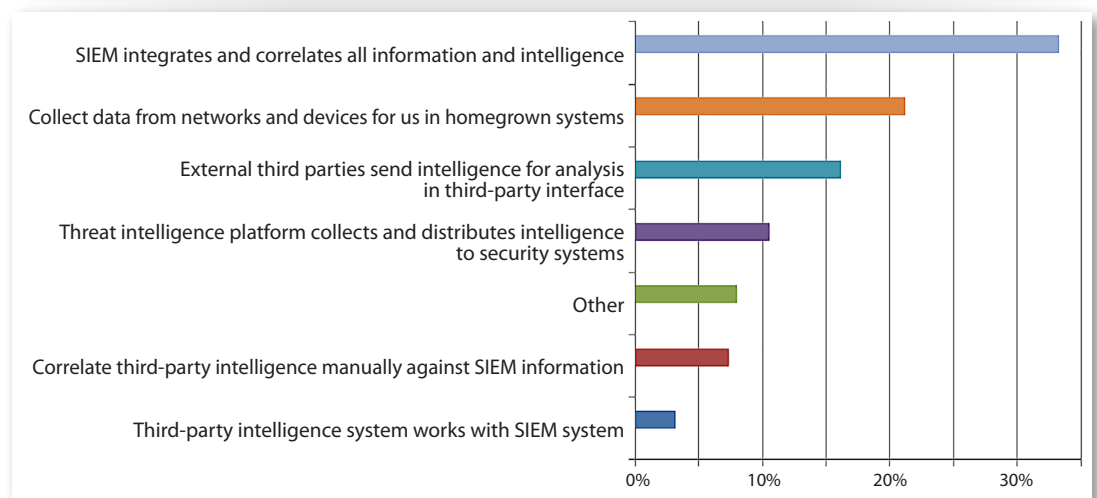 SIEM integrates and correlates all information and intelligence
Collect data from networks and devices for us in homegrown systems
External third parties send intelligence for analysis
in third-party interface
Threat intelligence platform collects and distributes intelligence
to security systems
Other
Correlate third-party intelligence manually against SIEM information
Third-party intelligence system works with SIEM system
0% 10% 20% 30%